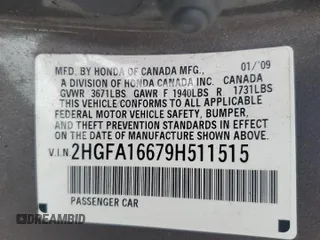 MFD. BY HONDA OF CANADA MFG., 01/'09
A DIVISION OF HONDA CANADA INC. CANADA
GVWR 3671LBS GAWR F 1940LBS R 1731LBS
THIS VEHICLE CONFORMS TO ALL APPLICABLE
FEDERAL MOTOR VEHICLE SAFETY, BUMPER,
AND THEFT PREVENTION STANDARDS IN EFFECT ON
THE DATE OF MANUFACTURE SHOWN ABOVE.
V.I.N. 2HGFA16679H511515
PASSENGER CAR
DREAMBID